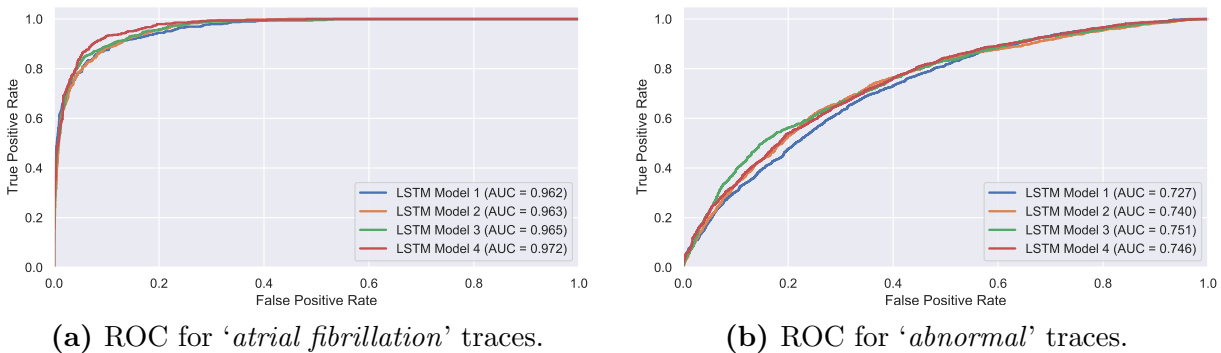 1.0
0.8
0.6
0.4
0.2
0.0
True Positive Rate
LSTM Model 1 (AUC = 0.962)
LSTM Model 2 (AUC = 0.963)
LSTM Model 3 (AUC = 0.965)
LSTM Model 4 (AUC = 0.972)
0.0 0.2 0.4 0.6 0.8 1.0
False Positive Rate
(a) ROC for ‘atrial fibrillation’ traces.
1.0
0.8
0.6
0.4
0.2
0.0
True Positive Rate
LSTM Model 1 (AUC = 0.727)
LSTM Model 2 (AUC = 0.740)
LSTM Model 3 (AUC = 0.751)
LSTM Model 4 (AUC = 0.746)
0.0 0.2 0.4 0.6 0.8 1.0
False Positive Rate
(b) ROC for ‘abnormal’ traces.